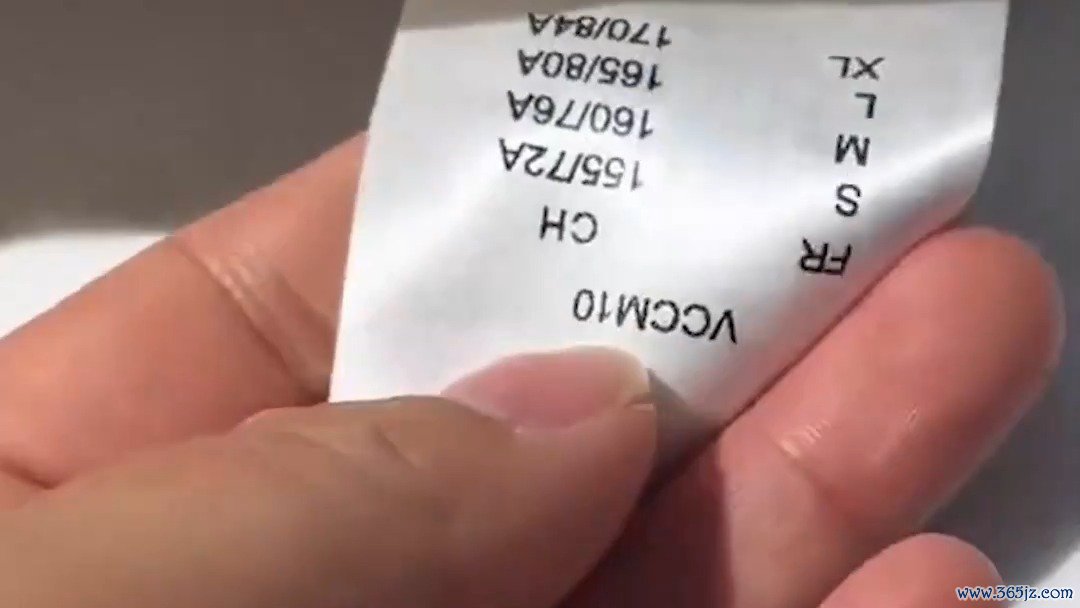 VCCM10
FR CH
S 155/72A
M 160/76A
L 165/80A
XL 170/84A
www.365jz.com